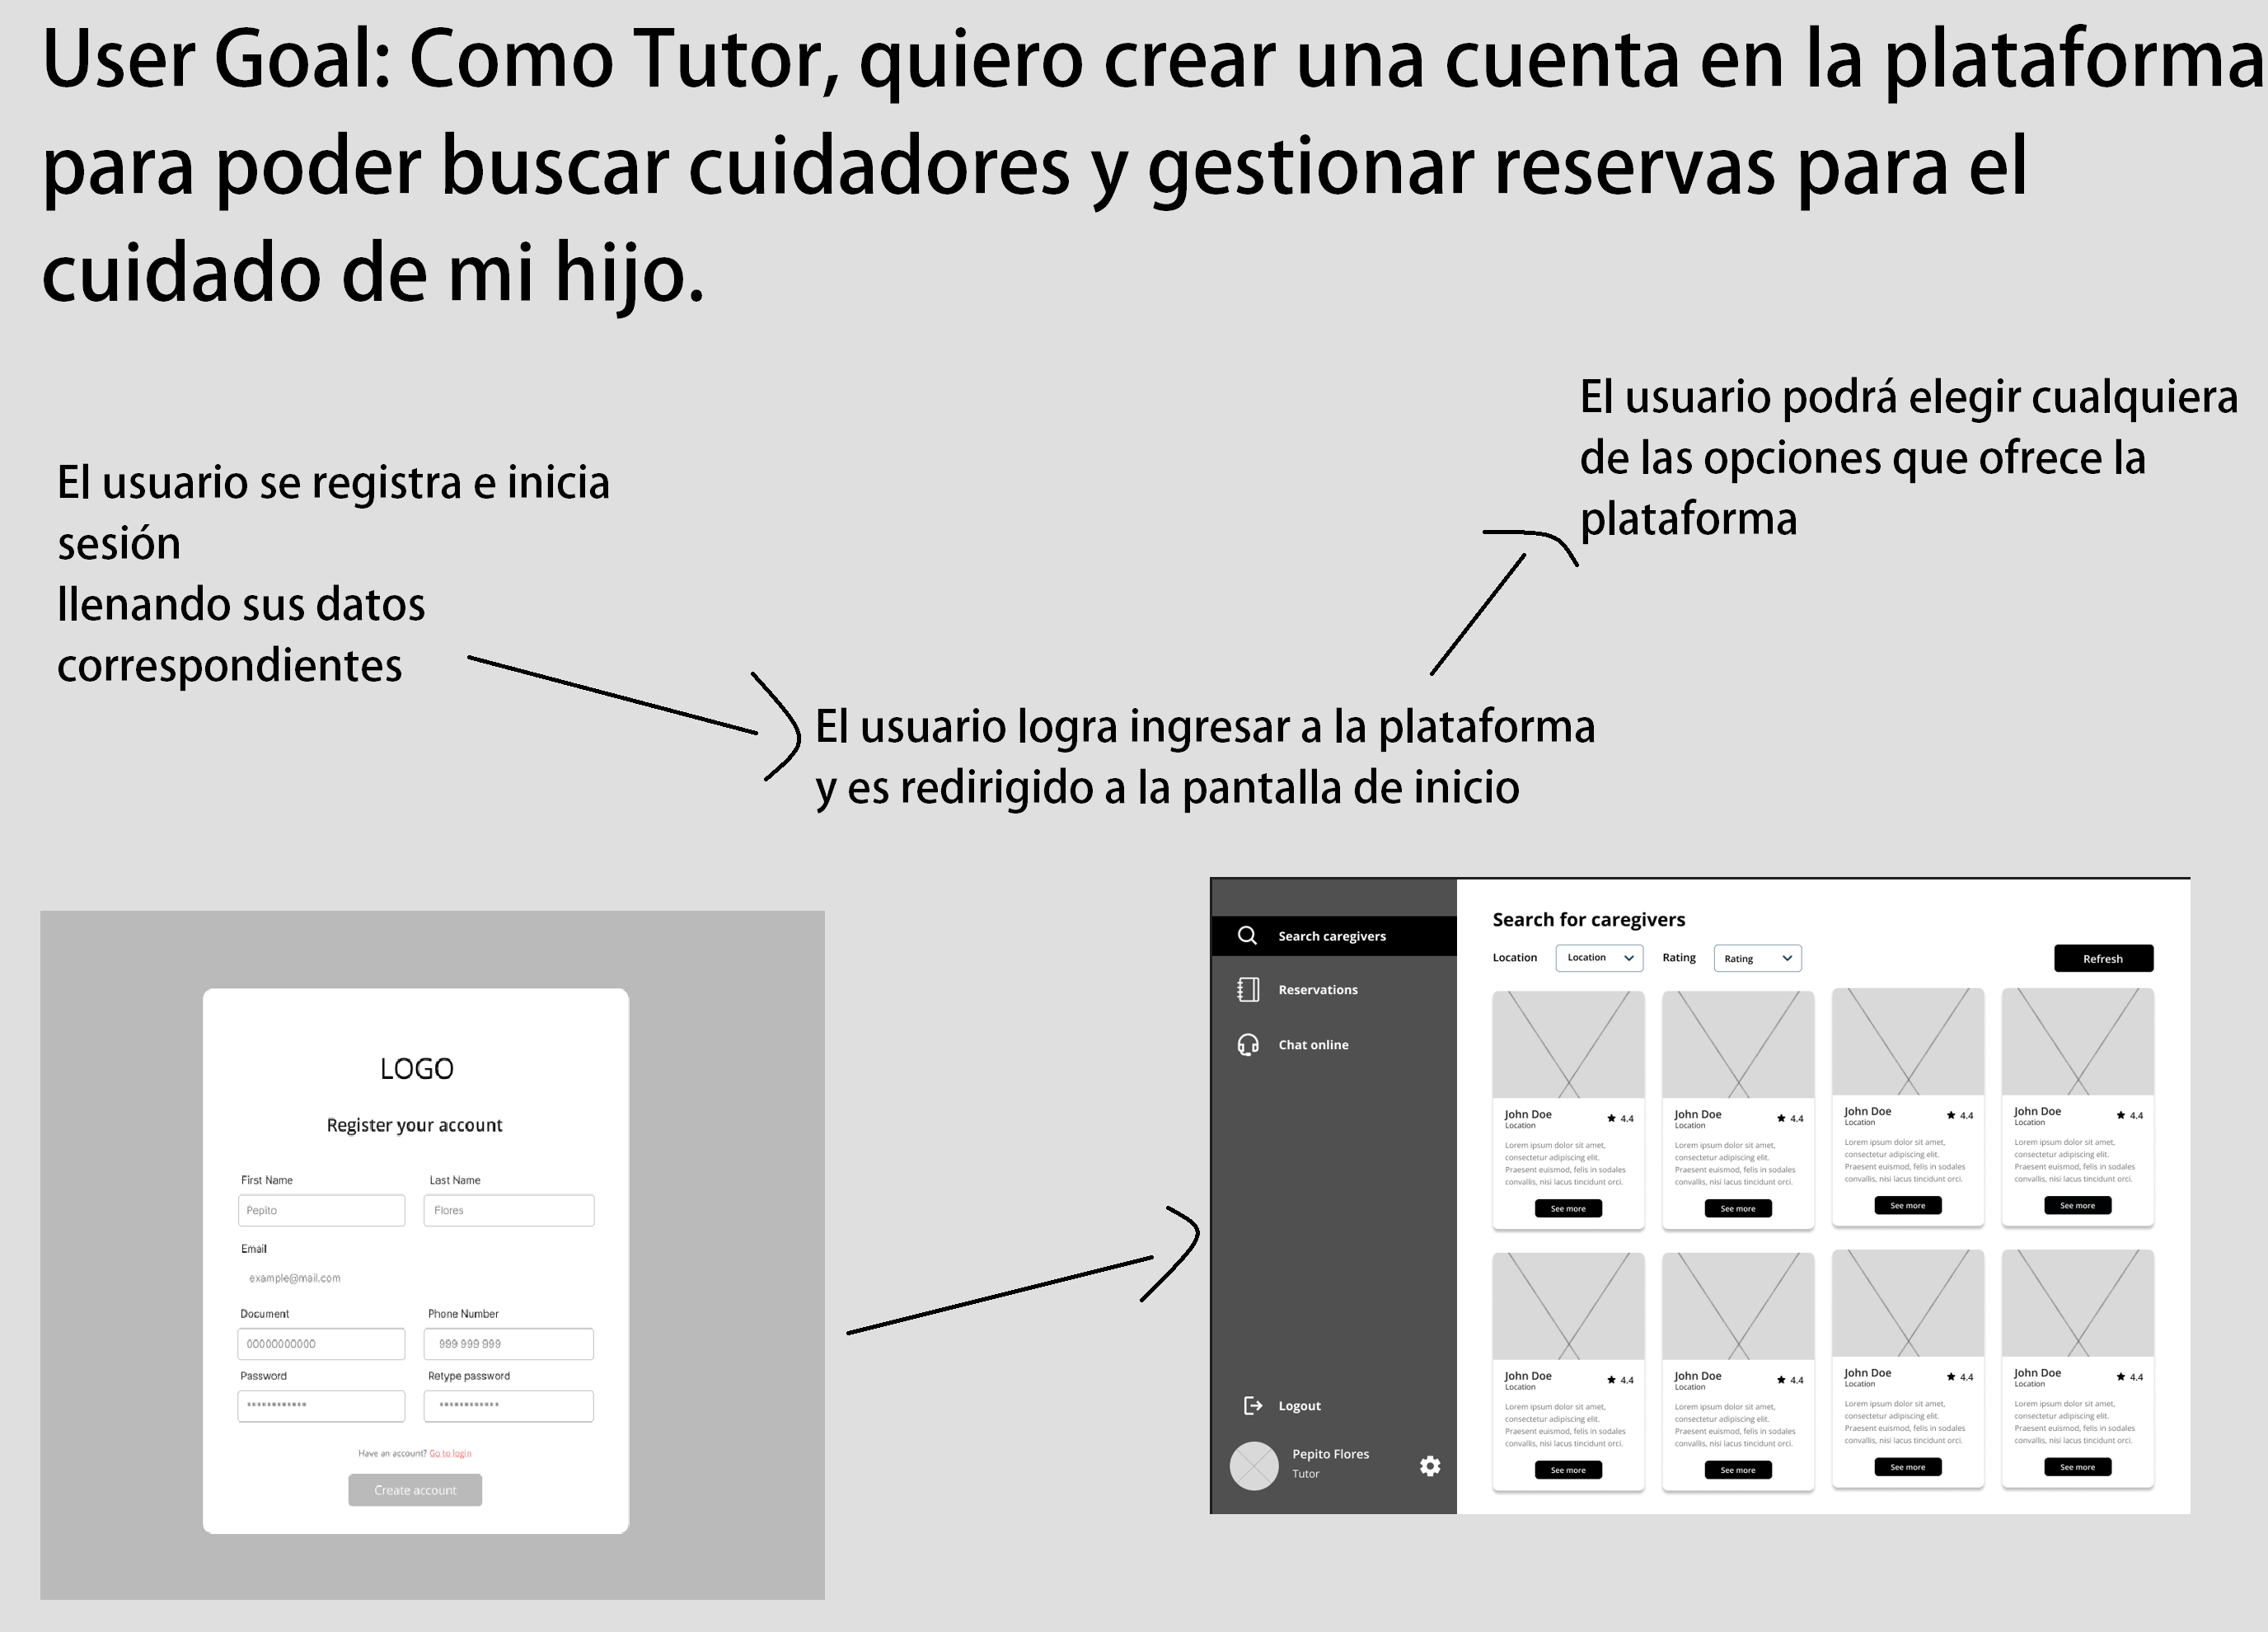 User Goal: Como Tutor, quiero crear una cuenta en la plataforma
para poder buscar cuidadores y gestionar reservas para el
cuidado de mi hijo.
El usuario se registra e inicia
sesión
llenando sus datos
correspondientes
El usuario logra ingresar a la plataforma
y es redirigido a la pantalla de inicio
El usuario podrá elegir cualquiera
de las opciones que ofrece la
plataforma
LOGO
Register your account
First Name Last Name
Pepito Flores
Email
example@mail.com
Document Phone Number
00000000000 999 999 999
Password Retype password
************ ************
Have an account? Go to login
Create account
Search caregivers
Reservations
Chat online
Logout
Pepito Flores
Tutor
Search for caregivers
Location Location Rating Rating Refresh
John Doe 4.4 John Doe 4.4 John Doe 4.4 John Doe 4.4
Location Location Location Location
Lorem ipsum dolor sit amet, Lorem ipsum dolor sit amet, Lorem ipsum dolor sit amet, Lorem ipsum dolor sit amet,
consectetur adipiscing elit. consectetur adipiscing elit. consectetur adipiscing elit. consectetur adipiscing elit.
Praesent euismod, felis in sodales Praesent euismod, felis in sodales Praesent euismod, felis in sodales Praesent euismod, felis in sodales
convallis, nisi lacus tincidunt orci. convallis, nisi lacus tincidunt orci. convallis, nisi lacus tincidunt orci. convallis, nisi lacus tincidunt orci.
See more See more See more See more
John Doe 4.4 John Doe 4.4 John Doe 4.4 John Doe 4.4
Location Location Location Location
Lorem ipsum dolor sit amet, Lorem ipsum dolor sit amet, Lorem ipsum dolor sit amet, Lorem ipsum dolor sit amet,
consectetur adipiscing elit. consectetur adipiscing elit. consectetur adipiscing elit. consectetur adipiscing elit.
Praesent euismod, felis in sodales Praesent euismod, felis in sodales Praesent euismod, felis in sodales Praesent euismod, felis in sodales
convallis, nisi lacus tincidunt orci. convallis, nisi lacus tincidunt orci. convallis, nisi lacus tincidunt orci. convallis, nisi lacus tincidunt orci.
See more See more See more See more